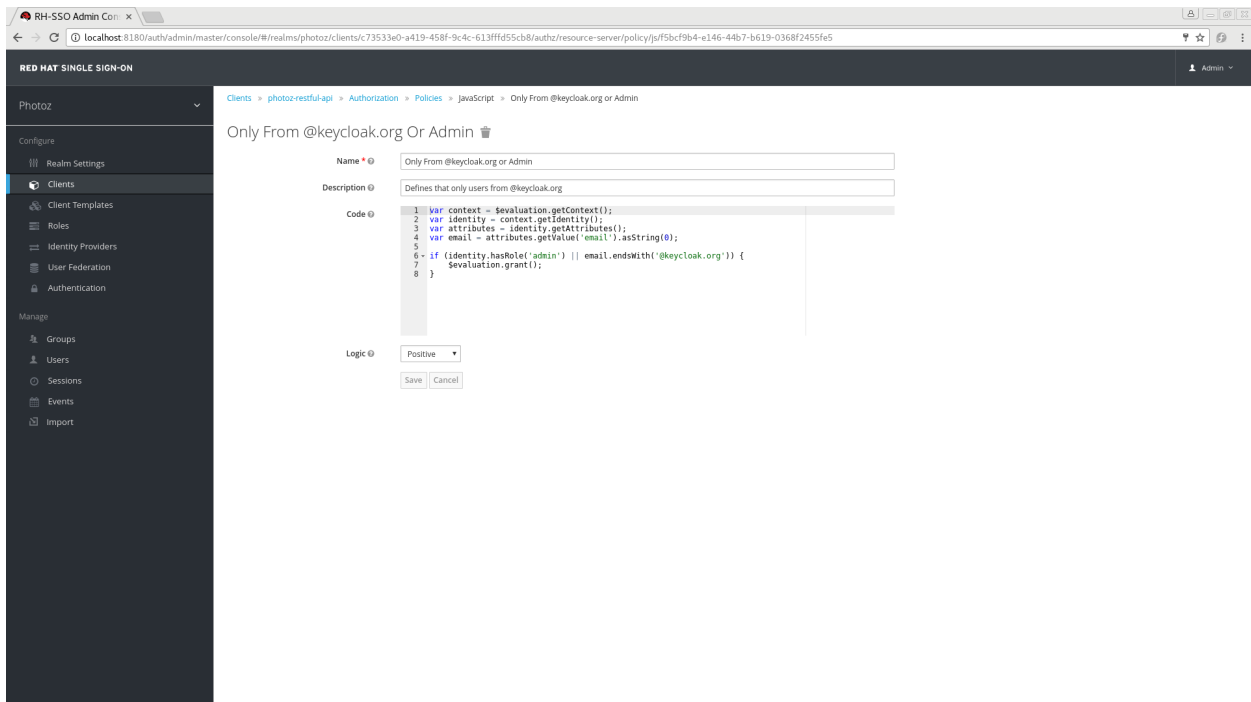 RH-SSO Admin Con
localhost:8180/auth/admin/master/console/#/realms/photoz/clients/c73533e0-a419-458f-9c4c-613fffd55cb8/authz/resource-server/policy/js/f5bcf9b4-e146-44b7-b619-0368f2455fe5
RED HAT SINGLE SIGN-ON
Admin
Photoz
Clients » photoz-restful-api » Authorization » Policies » JavaScript » Only From @keycloak.org or Admin
Only From @keycloak.org Or Admin
Configure
Realm Settings
Clients
Client Templates
Roles
Identity Providers
User Federation
Authentication
Manage
Groups
Users
Sessions
Events
Import
Name * Only From @keycloak.org or Admin
Description Defines that only users from @keycloak.org
Code
1 var context = $evaluation.getContext();
2 var identity = context.getIdentity();
3 var attributes = identity.getAttributes();
4 var email = attributes.getValue('email').asString(0);
5
6 if (identity.hasRole('admin') || email.endsWith('@keycloak.org')) {
7 $evaluation.grant();
8 }
Logic Positive
Save Cancel